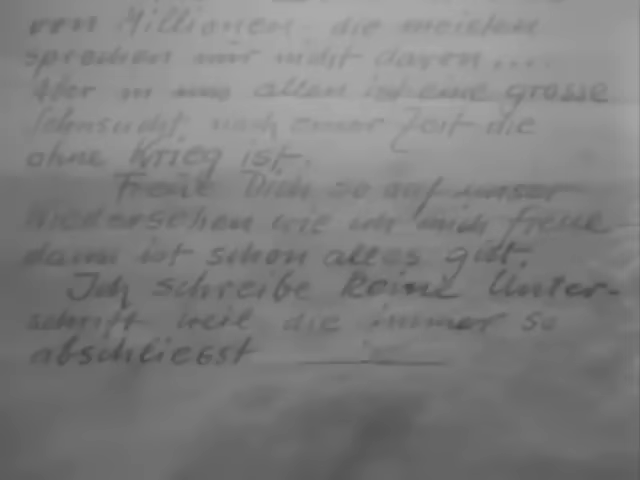 von Millionen, die meisten
sprechen nur nicht davon...
Aber in uns allen ist eine grosse
Sehnsucht nach einer Zeit die
ohne Krieg ist.
Freue Dich so auf unser
Wiedersehen wie ich mich freue
dann ist schon alles gut.
Ich schreibe keine Unter-
schrift weil die immer so
abschliesst